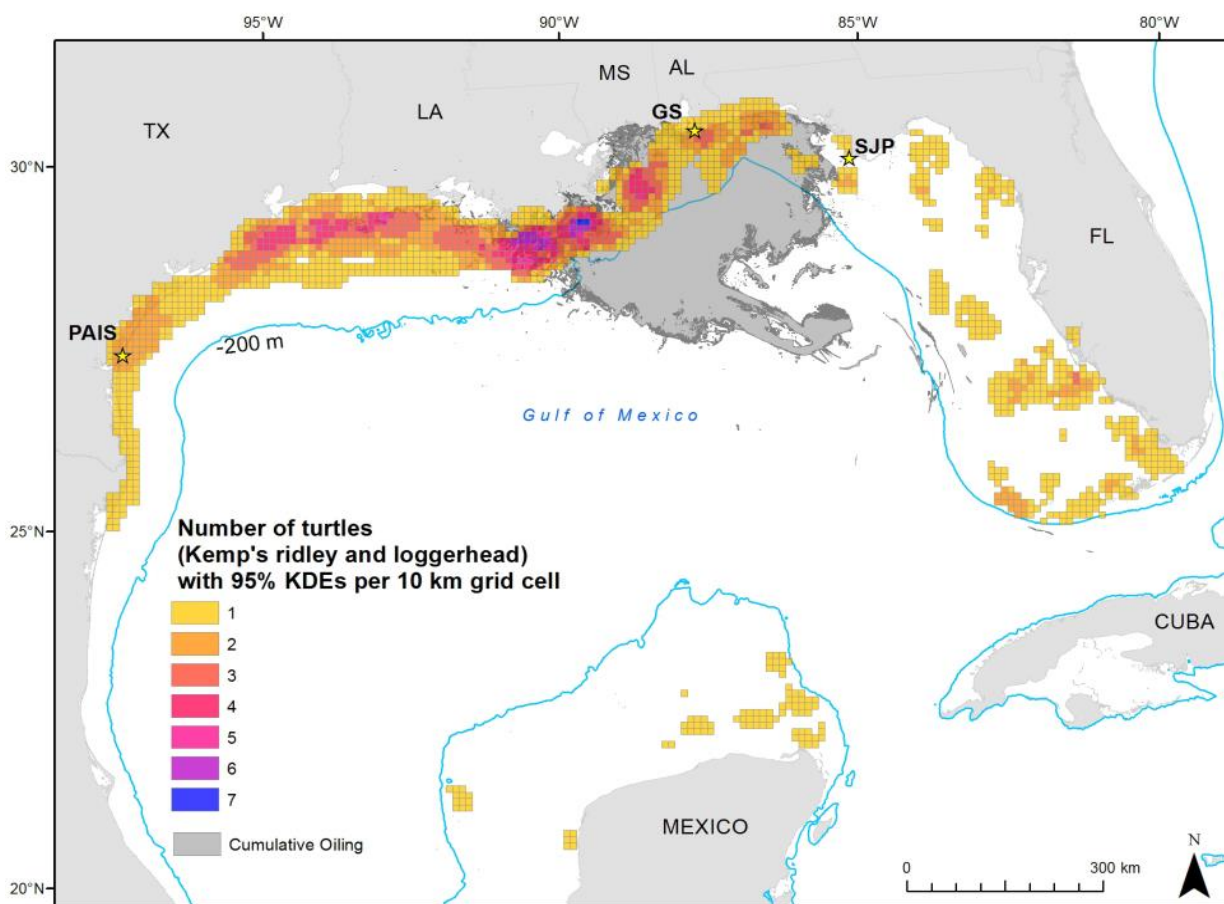 95°W 90°W 85°W 80°W
MS AL
TX LA GS
SJP
30°N
FL
PAIS
-200 m
Gulf of Mexico
25°N
Number of turtles
(Kemp's ridley and loggerhead)
with 95% KDEs per 10 km grid cell
1
2
3
4
5
6
7
Cumulative Oiling
CUBA
MEXICO
N
0 300 km
20°N